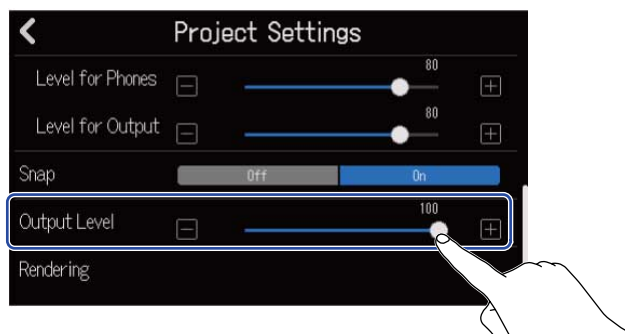 Project Settings
80
Level for Phones
80
Level for Output
Snap Off On
100
Output Level
Rendering